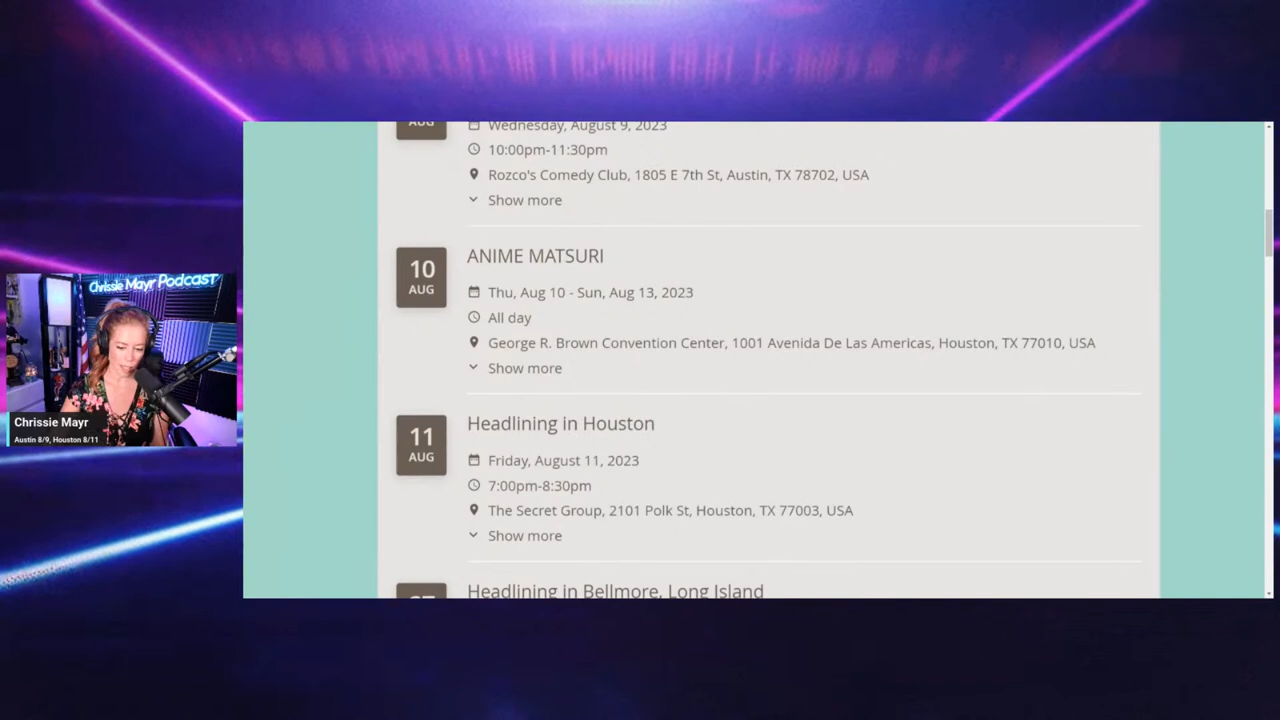 AUG
Wednesday, August 9, 2023
10:00pm-11:30pm
Rozco's Comedy Club, 1805 E 7th St, Austin, TX 78702, USA
Show more
10
AUG
ANIME MATSURI
Thu, Aug 10 - Sun, Aug 13, 2023
All day
George R. Brown Convention Center, 1001 Avenida De Las Americas, Houston, TX 77010, USA
Show more
11
AUG
Headlining in Houston
Friday, August 11, 2023
7:00pm-8:30pm
The Secret Group, 2101 Polk St, Houston, TX 77003, USA
Show more
Headlining in Bellmore, Long Island
Chrissie Mayr Podcast
Chrissie Mayr
Austin 8/9, Houston 8/11